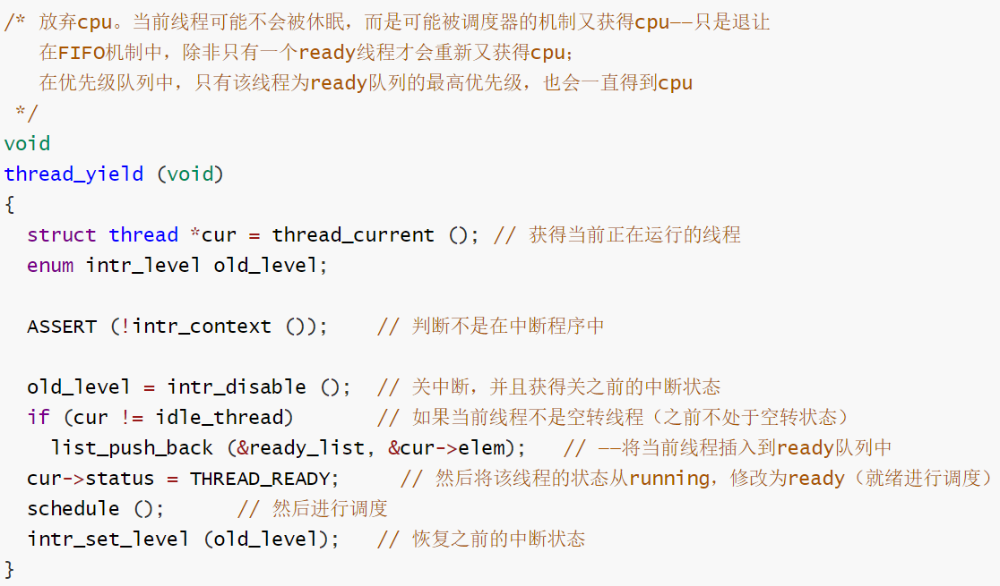 /* 放弃cpu。当前线程可能不会被休眠，而是可能被调度器的机制又获得cpu——只是退让
   在FIFO机制中，除非只有一个ready线程才会重新又获得cpu；
   在优先级队列中，只有该线程为ready队列的最高优先级，也会一直得到cpu
 */
void
thread_yield (void)
{
  struct thread *cur = thread_current (); // 获得当前正在运行的线程
  enum intr_level old_level;

  ASSERT (!intr_context ());    // 判断不是在中断程序中

  old_level = intr_disable ();  // 关中断，并且获得关之前的中断状态
  if (cur != idle_thread)       // 如果当前线程不是空转线程（之前不处于空转状态）
    list_push_back (&ready_list, &cur->elem);   // ——将当前线程插入到ready队列中
  cur->status = THREAD_READY;     // 然后将该线程的状态从running，修改为ready（就绪进行调度）
  schedule ();      // 然后进行调度
  intr_set_level (old_level);   // 恢复之前的中断状态
}